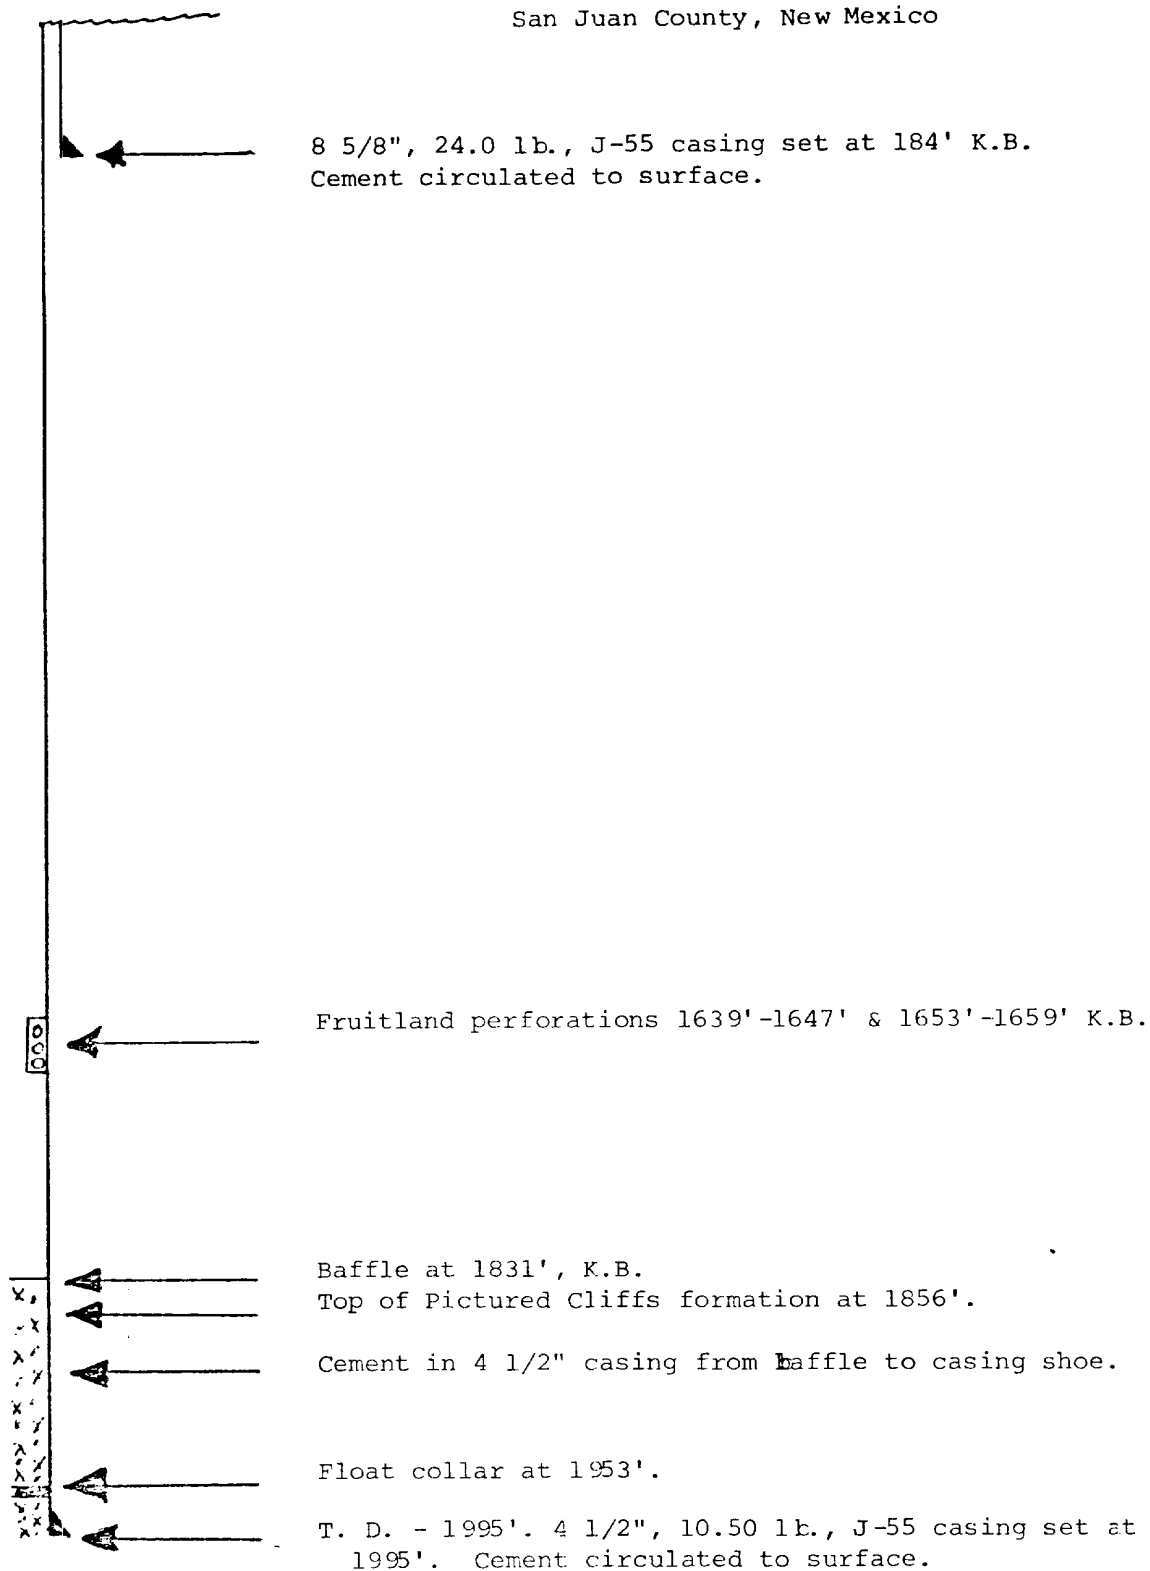 San Juan County, New Mexico
8 5/8", 24.0 lb., J-55 casing set at 184' K.B.
Cement circulated to surface.
Fruitland perforations 1639'-1647' & 1653'-1659' K.B.
Baffle at 1831', K.B.
Top of Pictured Cliffs formation at 1856'.
Cement in 4 1/2" casing from baffle to casing shoe.
Float collar at 1953'.
T. D. - 1995'. 4 1/2", 10.50 lb., J-55 casing set at
1995'. Cement circulated to surface.